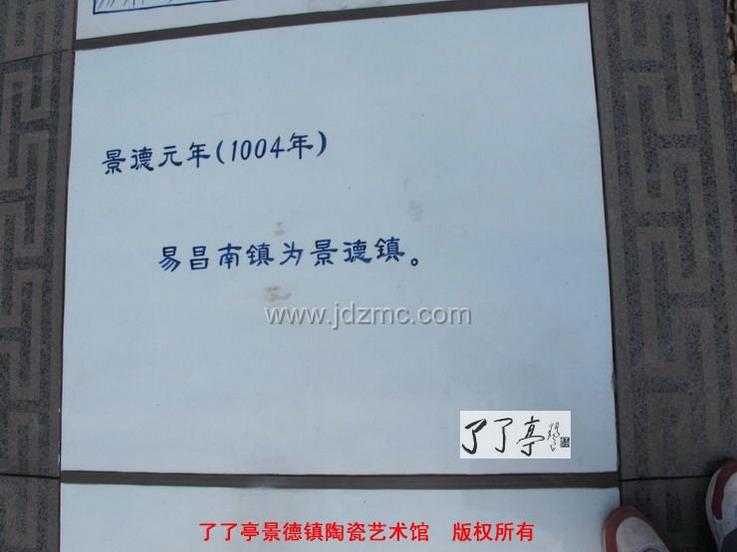 景德元年(1004年)
易昌南镇为景德镇。
www.jdzmc.com
了了亭
了了亭景德镇陶瓷艺术馆 版权所有